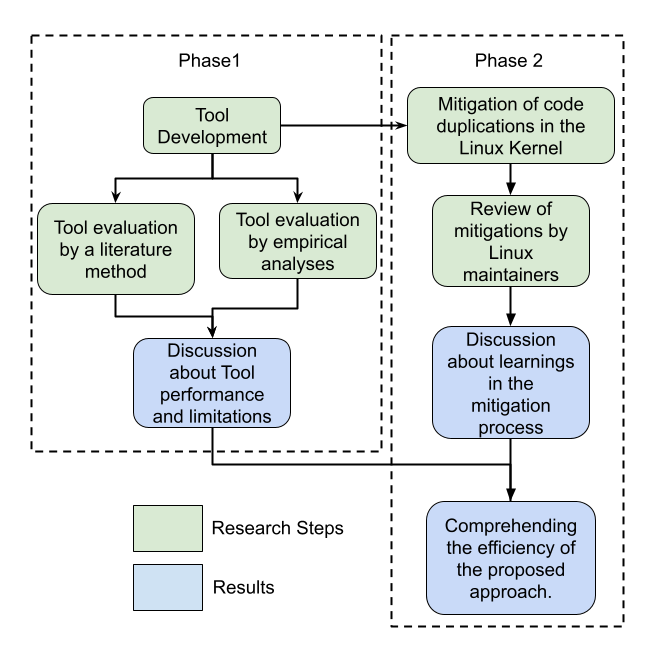 Phase1
Tool
Development
Tool evaluation
by a literature
method
Tool evaluation
by empirical
analyses
Discussion
about Tool
performance
and limitations
Phase 2
Mitigation of code
duplications in the
Linux Kernel
Review of
mitigations by
Linux
maintainers
Discussion
about learnings
in the
mitigation
process
Comprehending
the efficiency of
the proposed
approach.
Research Steps
Results